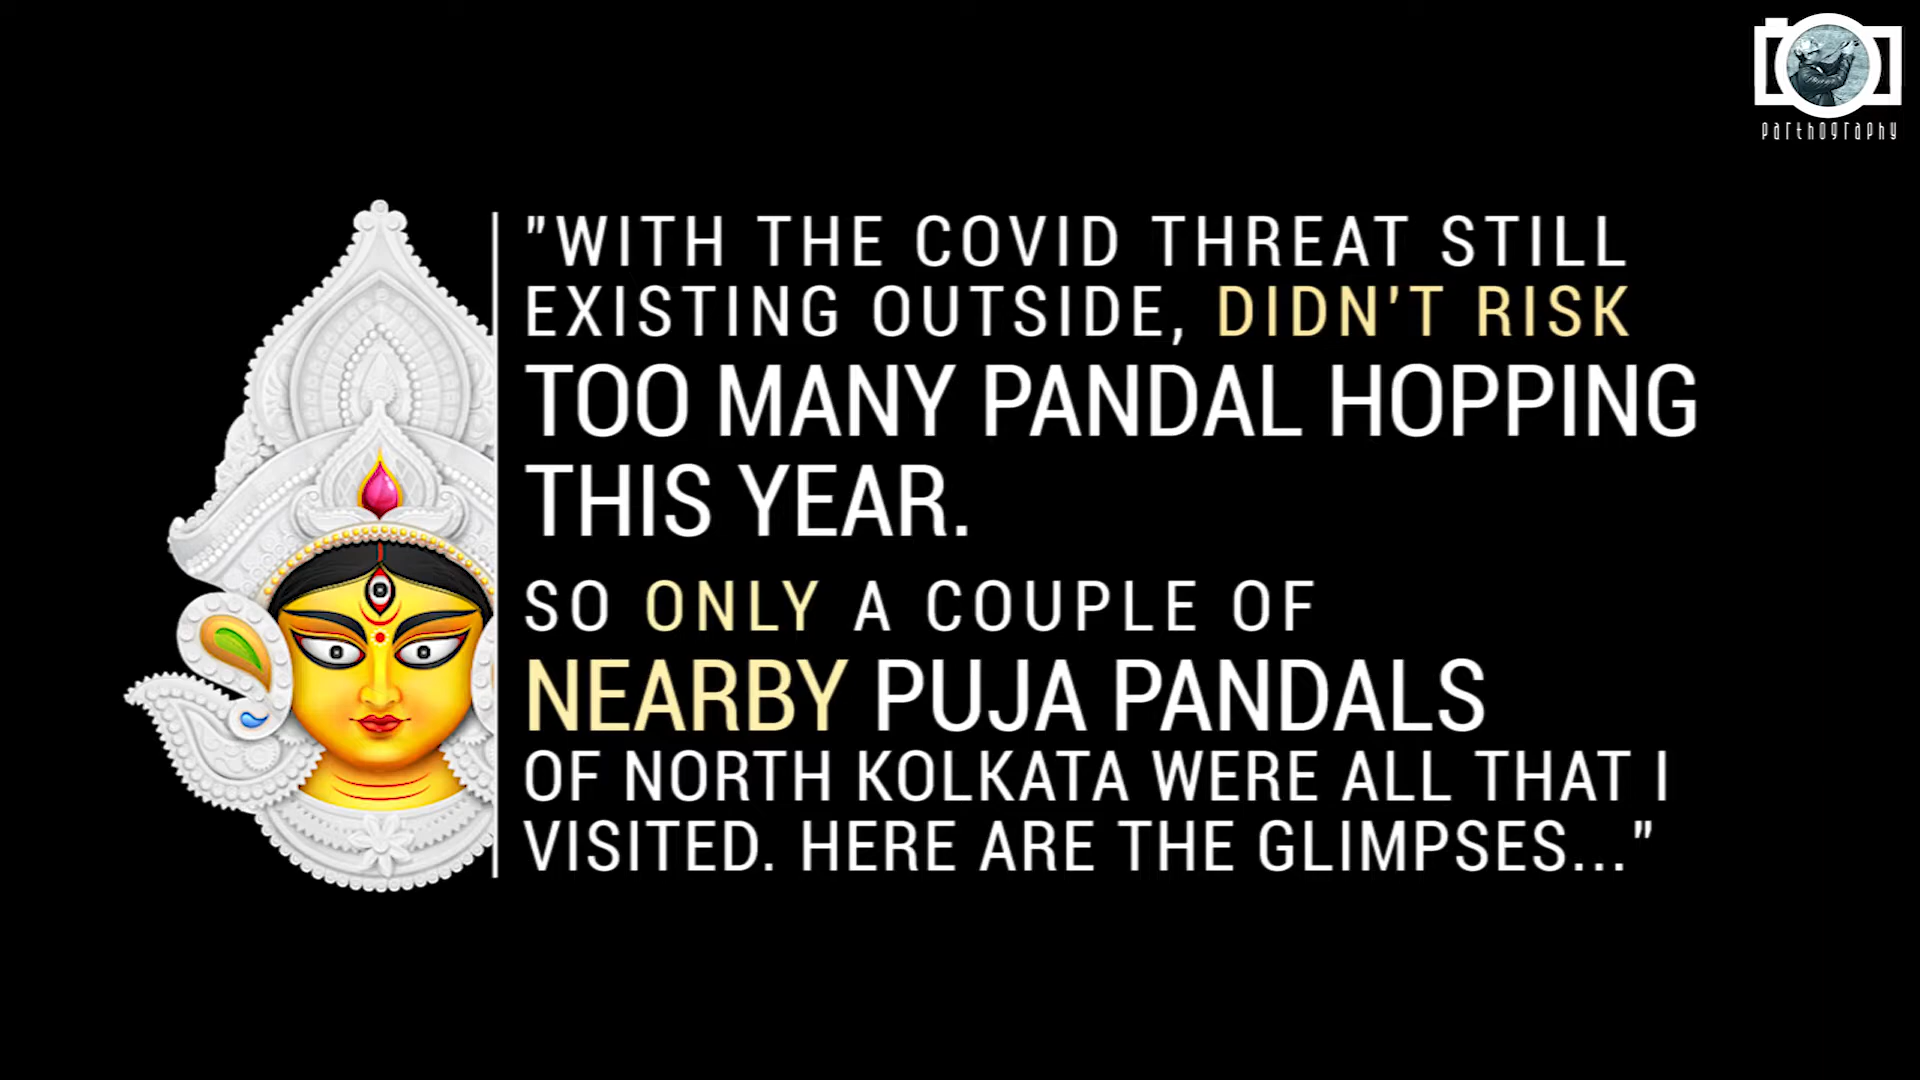 parthography
"WITH THE COVID THREAT STILL
EXISTING OUTSIDE, DIDN'T RISK
TOO MANY PANDAL HOPPING
THIS YEAR.
SO ONLY A COUPLE OF
NEARBY PUJA PANDALS
OF NORTH KOLKATA WERE ALL THAT I
VISITED. HERE ARE THE GLIMPSES..."